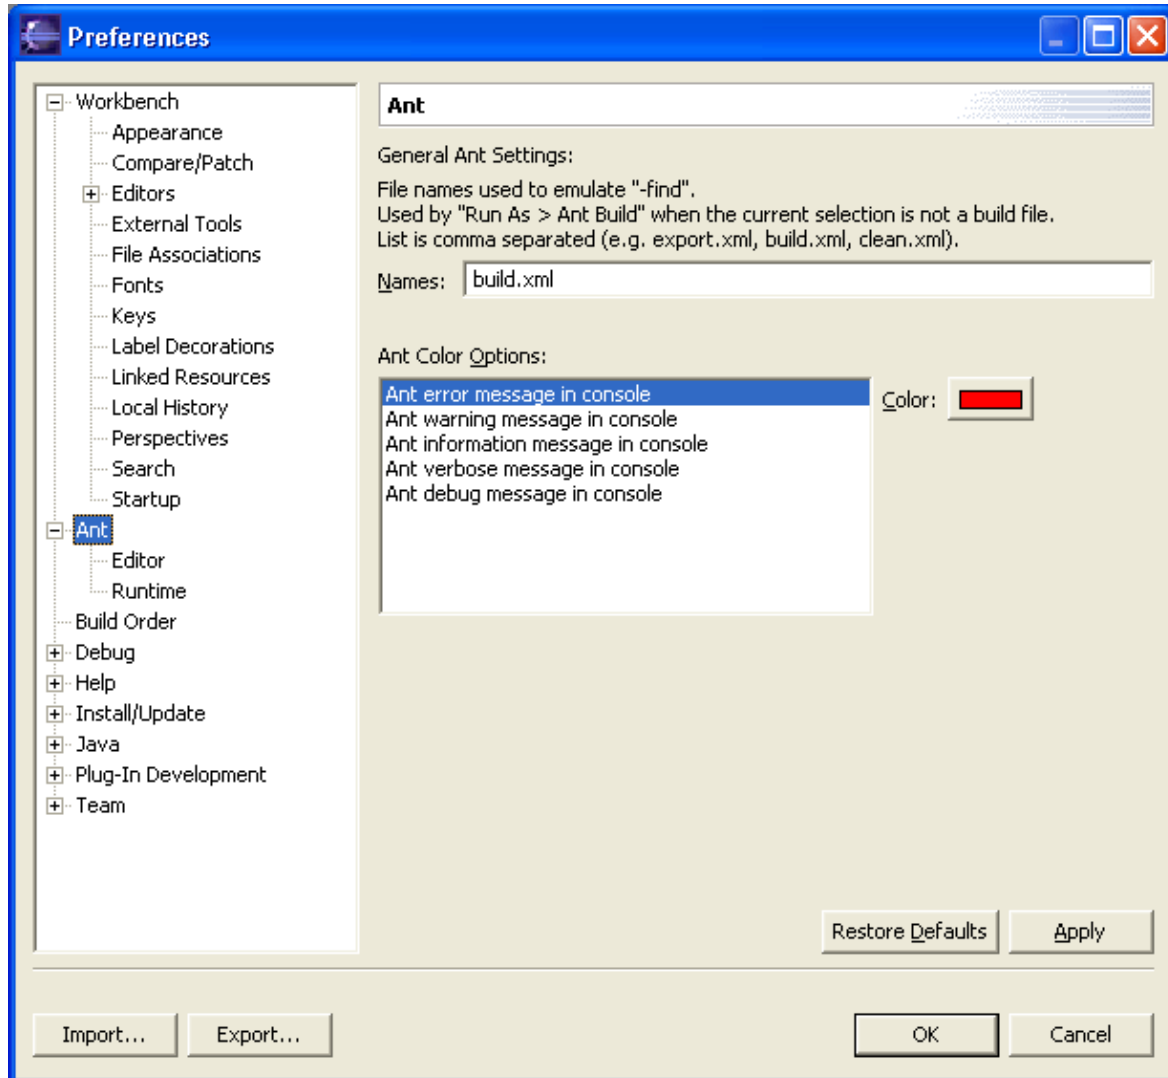 Preferences
Workbench
Appearance
Compare/Patch
Editors
External Tools
File Associations
Fonts
Keys
Label Decorations
Linked Resources
Local History
Perspectives
Search
Startup
Ant
Editor
Runtime
Build Order
Debug
Help
Install/Update
Java
Plug-In Development
Team
Ant
General Ant Settings:
File names used to emulate "-find".
Used by "Run As > Ant Build" when the current selection is not a build file.
List is comma separated (e.g. export.xml, build.xml, clean.xml).
Names: build.xml
Ant Color Options:
Ant error message in console
Ant warning message in console
Ant information message in console
Ant verbose message in console
Ant debug message in console
Color:
Restore Defaults Apply
Import... Export... OK Cancel